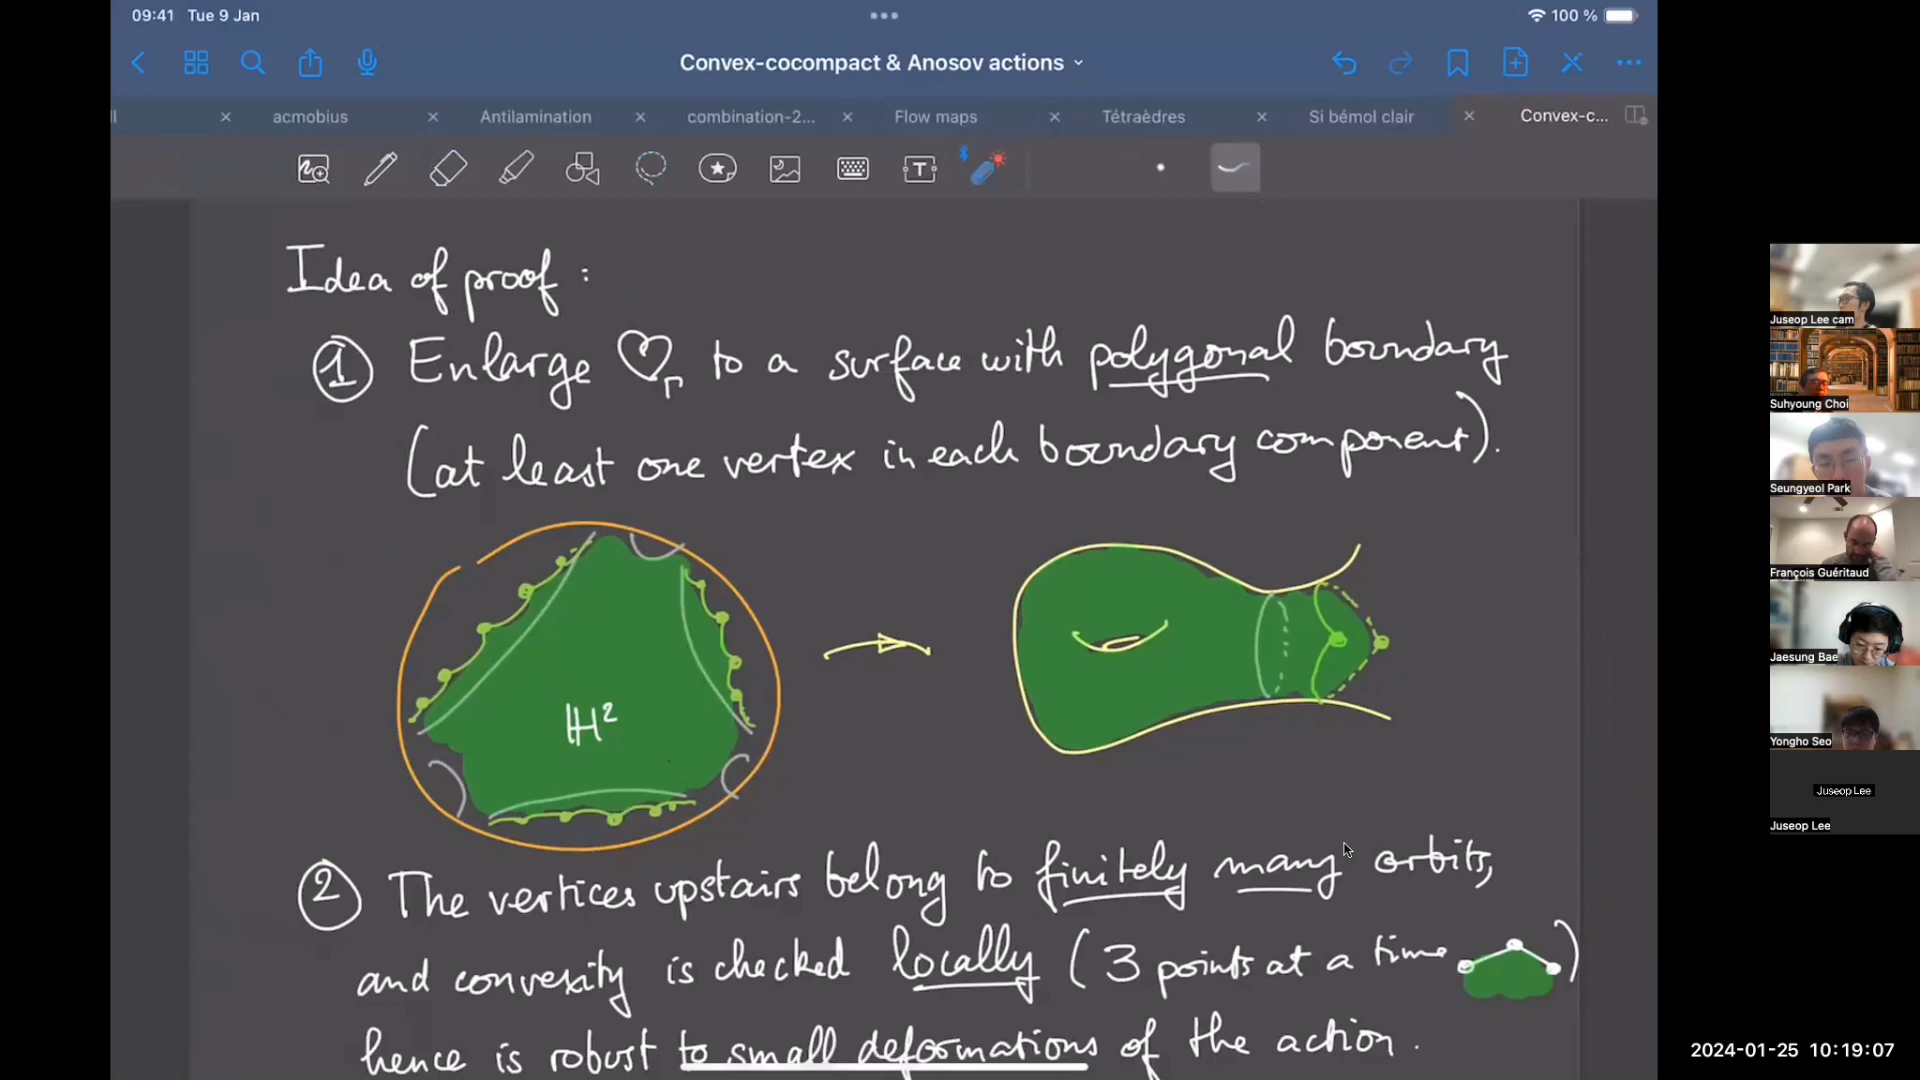 09:41 Tue 9 Jan
100 %
Convex-cocompact & Anosov actions
acmobius
Antilamination
combination-2...
Flow maps
Tétraèdres
Si bémol clair
Convex-c...
Idea of proof :
① Enlarge ♡Γ to a surface with polygonal boundary
(at least one vertex in each boundary component).
ℍ²
② The vertices upstairs belong to finitely many orbits,
and convexity is checked locally (3 points at a time )
hence is robust to small deformations of the action.
Juseop Lee cam
Suhyoung Choi
Seungyeol Park
François Guéritaud
Jaesung Bae
Yongho Seo
Juseop Lee
Juseop Lee
2024-01-25 10:19:07